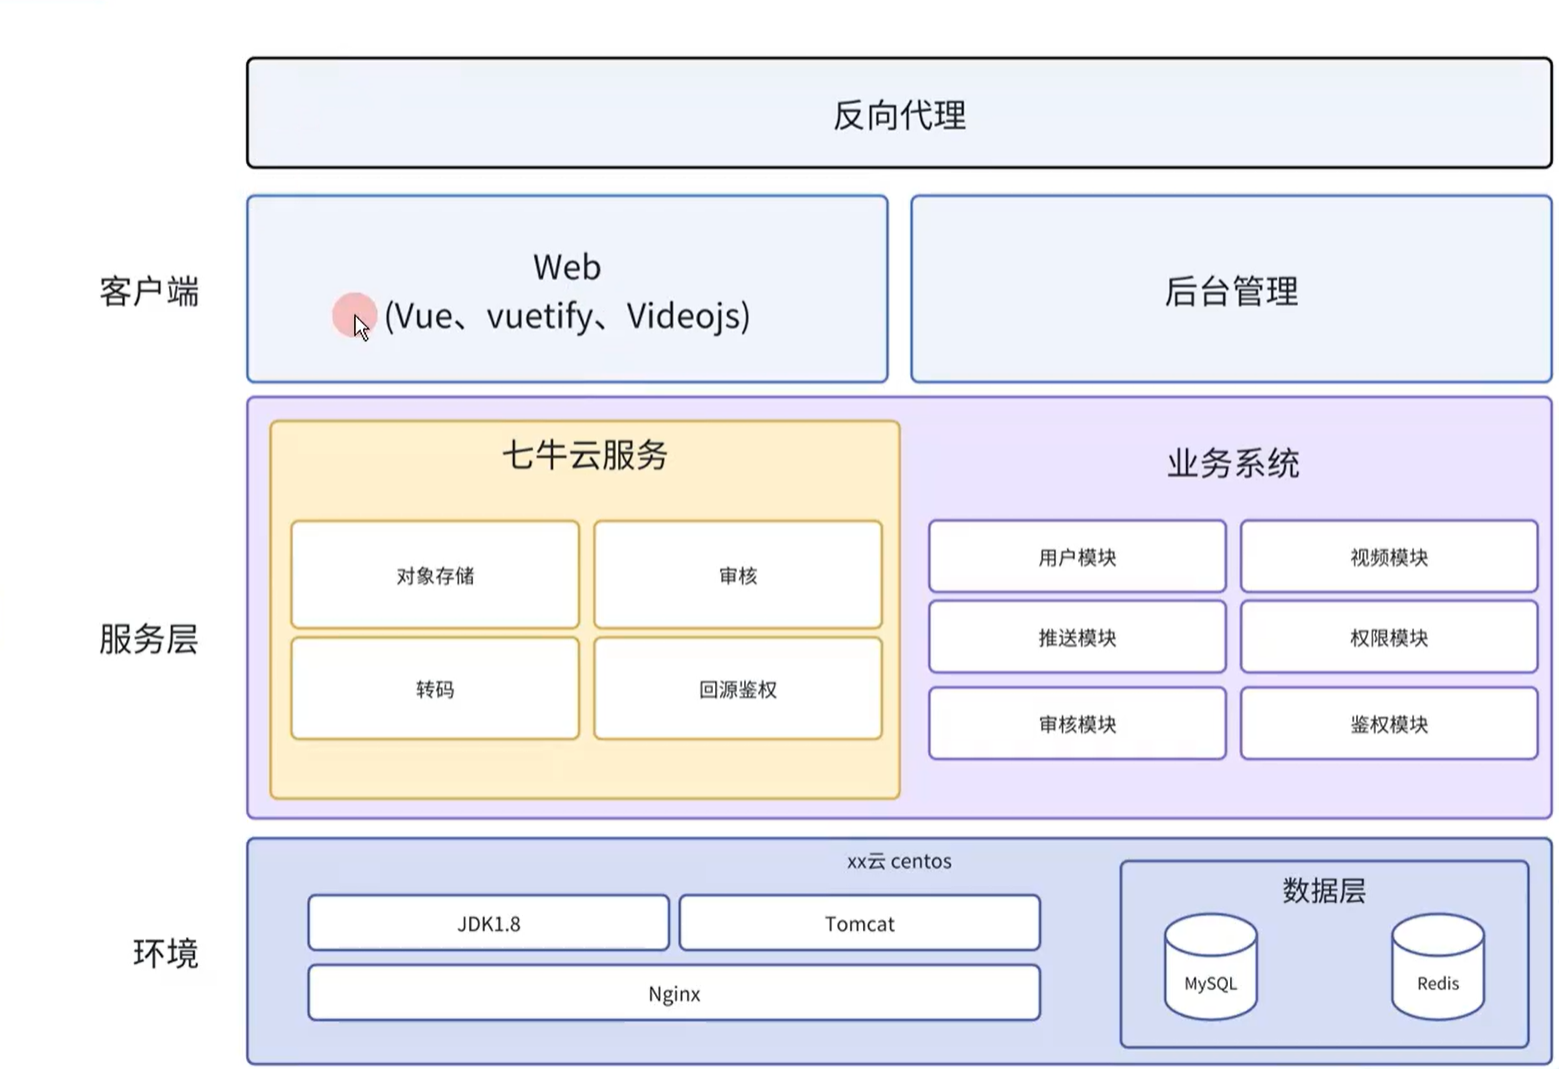 反向代理
客户端
Web
(Vue、vuetify、Videojs)
后台管理
服务层
七牛云服务
对象存储
审核
转码
回源鉴权
业务系统
用户模块
视频模块
推送模块
权限模块
审核模块
鉴权模块
环境
xx云 centos
JDK1.8
Tomcat
Nginx
数据层
MySQL
Redis